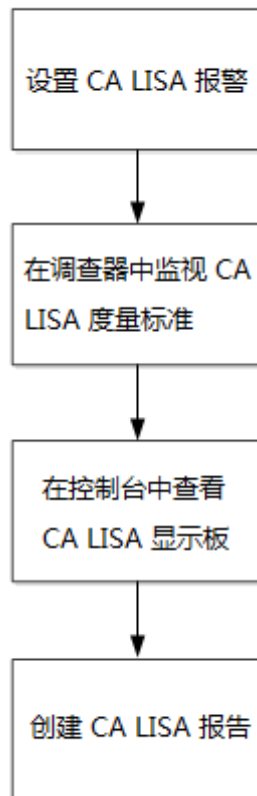 设置 CA LISA 报警
在调查器中监视 CA
LISA 度量标准
在控制台中查看
CA LISA 显示板
创建 CA LISA 报告